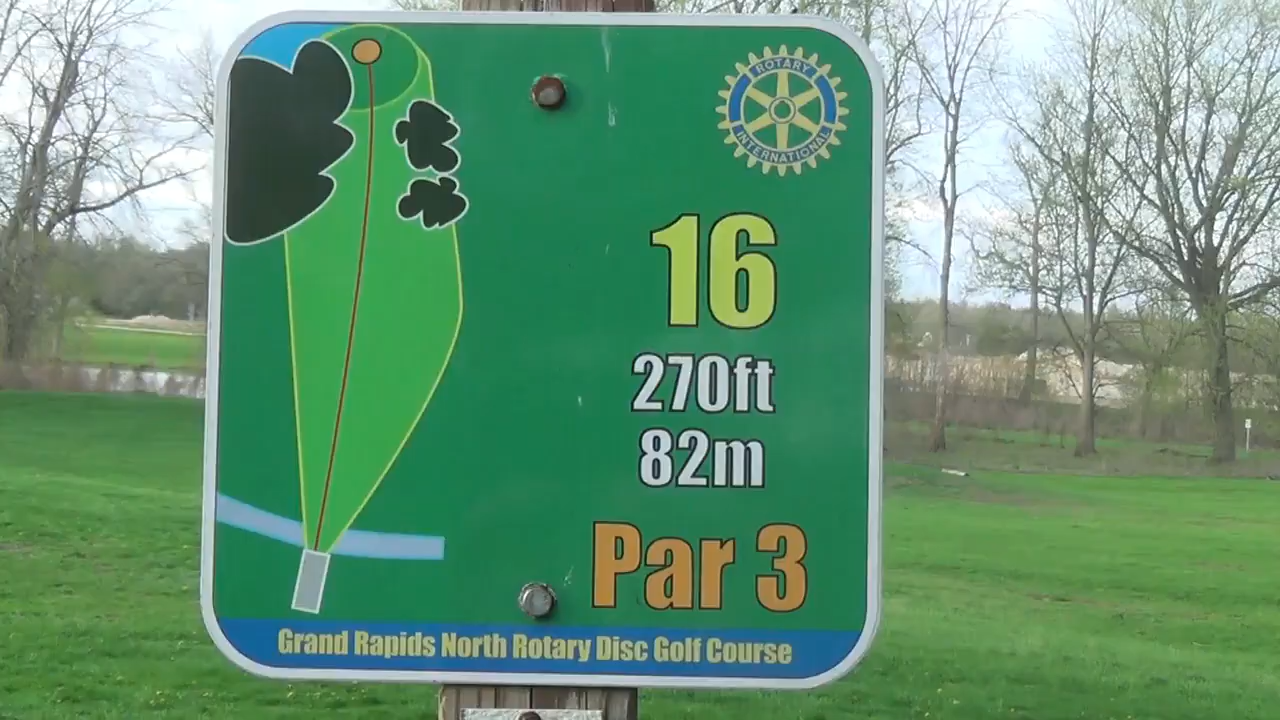 ROTARY
INTERNATIONAL
16
270ft
82m
Par 3
Grand Rapids North Rotary Disc Golf Course